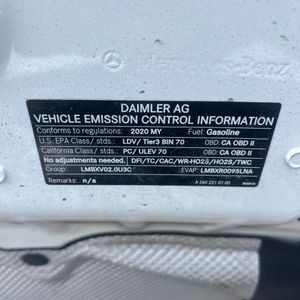 DAIMLER AG
VEHICLE EMISSION CONTROL INFORMATION
Conforms to regulations: 2020 MY Fuel: Gasoline
U.S. EPA Class/ stds.: LDV/ Tier3 BIN 70 OBD: CA OBD II
California Class/ stds.: PC/ ULEV 70 OBD: CA OBD II
No adjustments needed. DFI/TC/CAC/WR-HO2S/HO2S/TWC
Group: LMBXV02.0U3C EVAP: LMBXR0095LNA
Remarks: n/a A 260 221 01 00